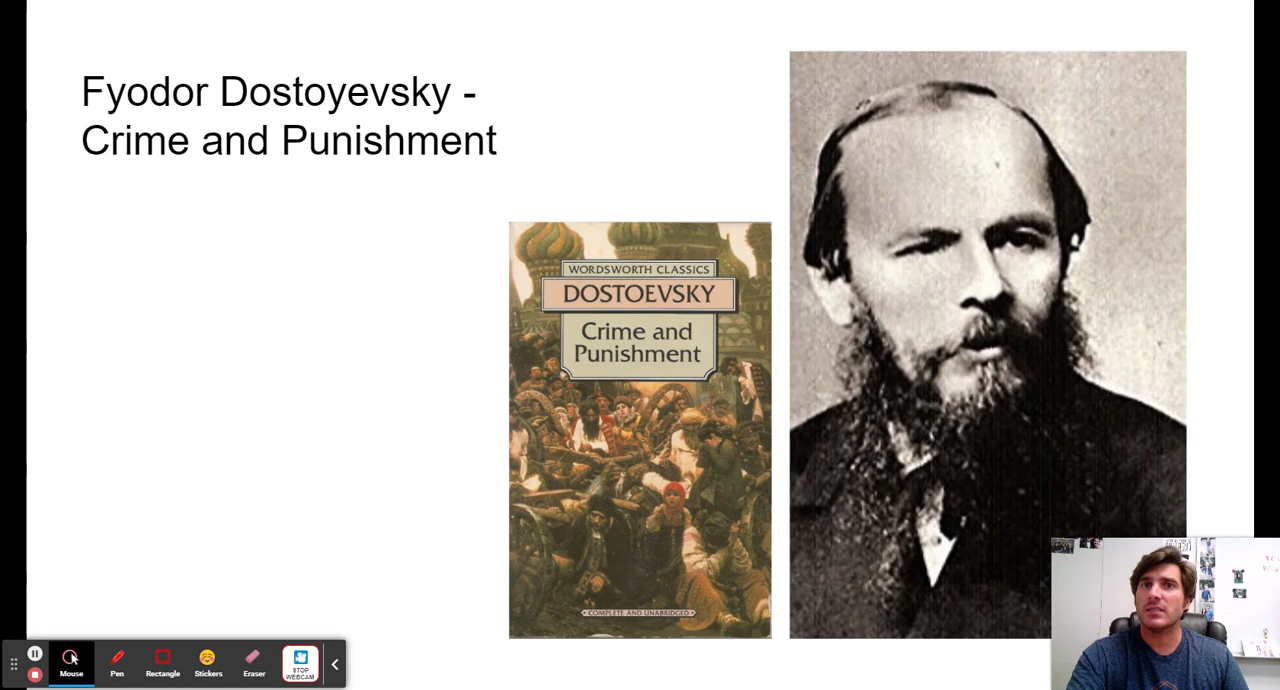 Fyodor Dostoyevsky -
Crime and Punishment
WORDSWORTH CLASSICS
DOSTOEVSKY
Crime and
Punishment
COMPLETE AND UNABRIDGED
Mouse
Pen
Rectangle
Stickers
Eraser
STOP
WEBCAM